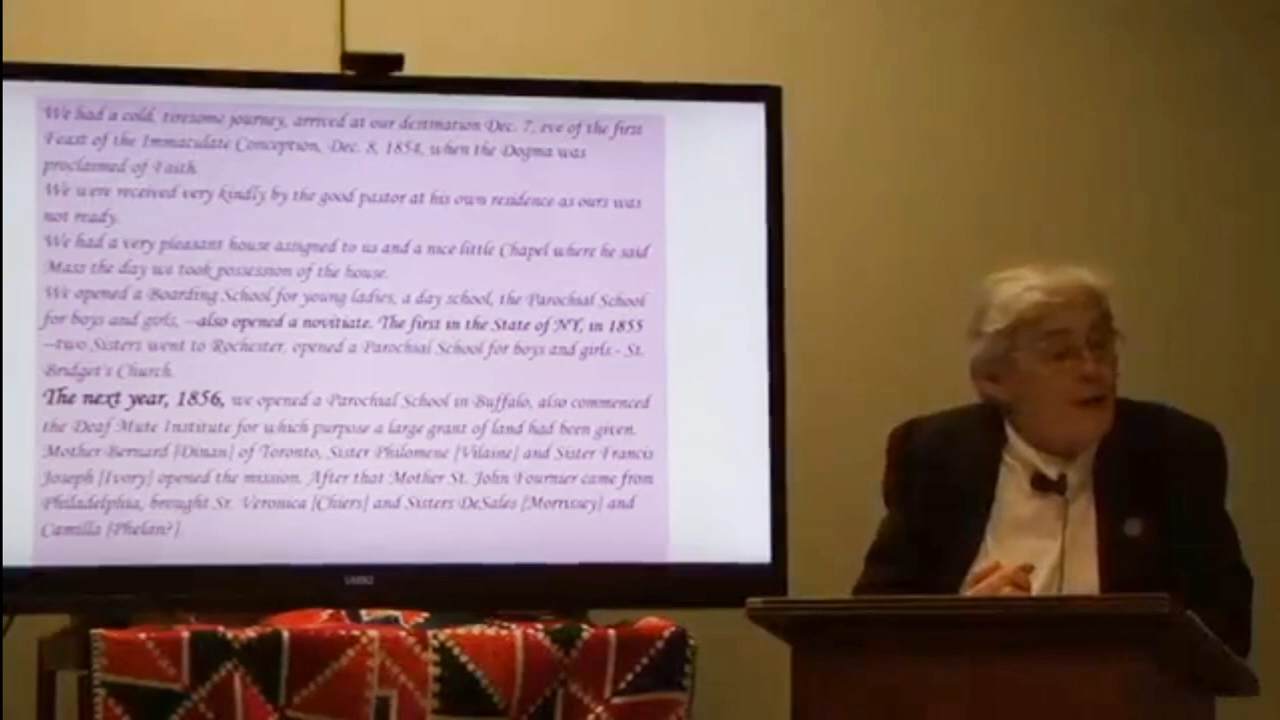 We had a cold, tiresome journey, arrived at our destination Dec. 7, eve of the first
Feast of the Immaculate Conception, Dec. 8, 1854, when the Dogma was
proclaimed of Faith.
We were received very kindly by the good pastor at his own residence as ours was
not ready.
We had a very pleasant house assigned to us and a nice little Chapel where he said
Mass the day we took possession of the house.
We opened a Boarding School for young ladies, a day school, the Parochial School
for boys and girls, —also opened a novitiate. The first in the State of NY, in 1855
—two Sisters went to Rochester, opened a Parochial School for boys and girls - St.
Bridget's Church.
The next year, 1856, we opened a Parochial School in Buffalo, also commenced
the Deaf Mute Institute for which purpose a large grant of land had been given.
Mother Bernard [Dinan] of Toronto, Sister Philomene [Vilaine] and Sister Francis
Joseph [Ivory] opened the mission. After that Mother St. John Fournier came from
Philadelphia, brought Sr. Veronica [Chiers] and Sisters DeSales [Morrissey] and
Camilla [Phelan?].